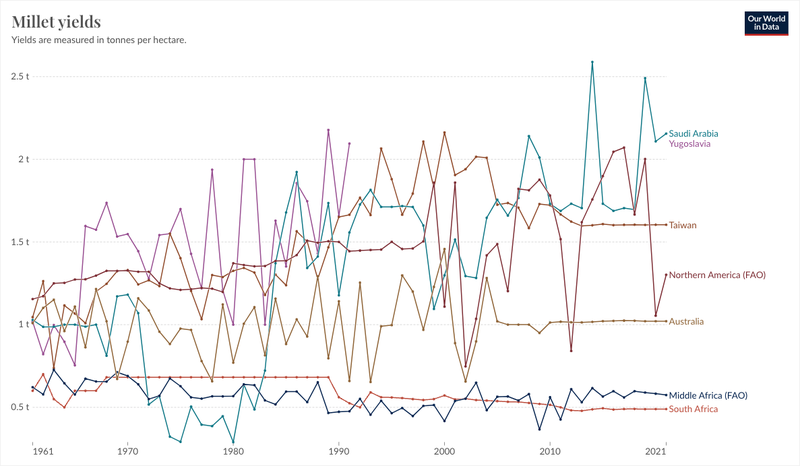 Millet yields
Our World
in Data
Yields are measured in tonnes per hectare.
2.5 t
2 t
1.5 t
1 t
0.5 t
Saudi Arabia
Yugoslavia
Taiwan
Northern America (FAO)
Australia
Middle Africa (FAO)
South Africa
1961
1970
1980
1990
2000
2010
2021